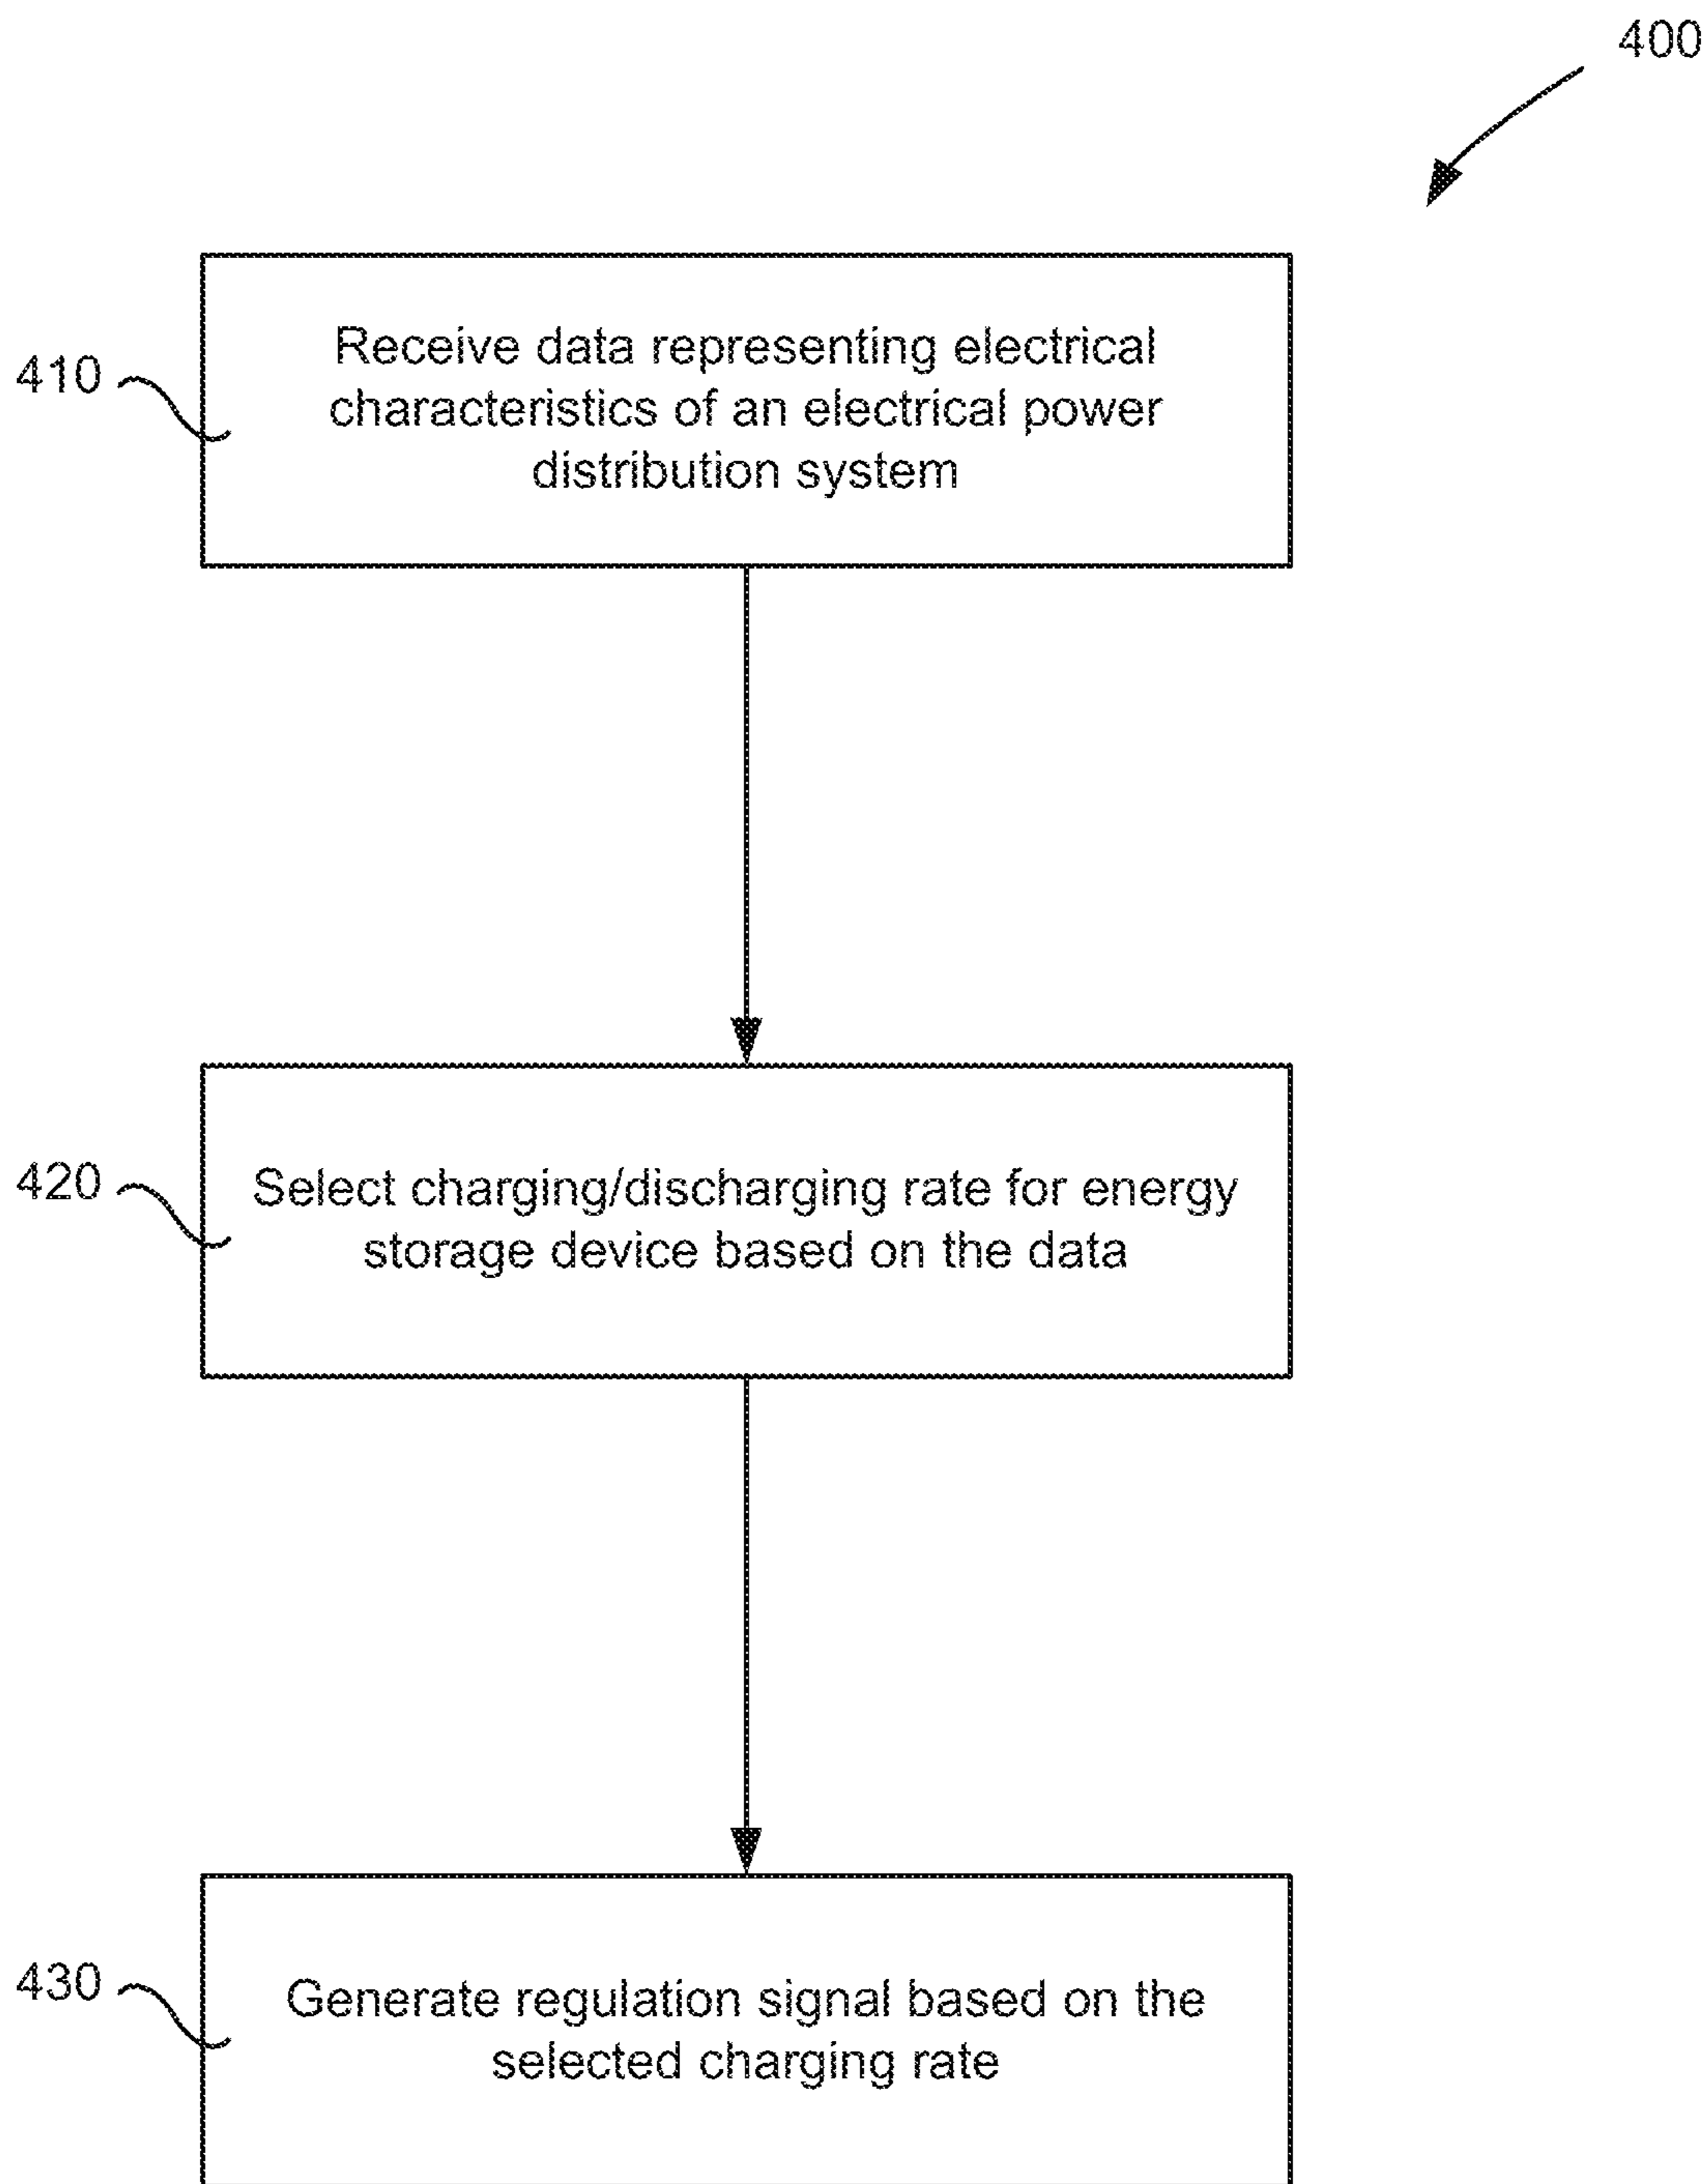 400
410
Receive data representing electrical
characteristics of an electrical power
distribution system
420
Select charging/discharging rate for energy
storage device based on the data
430
Generate regulation signal based on the
selected charging rate